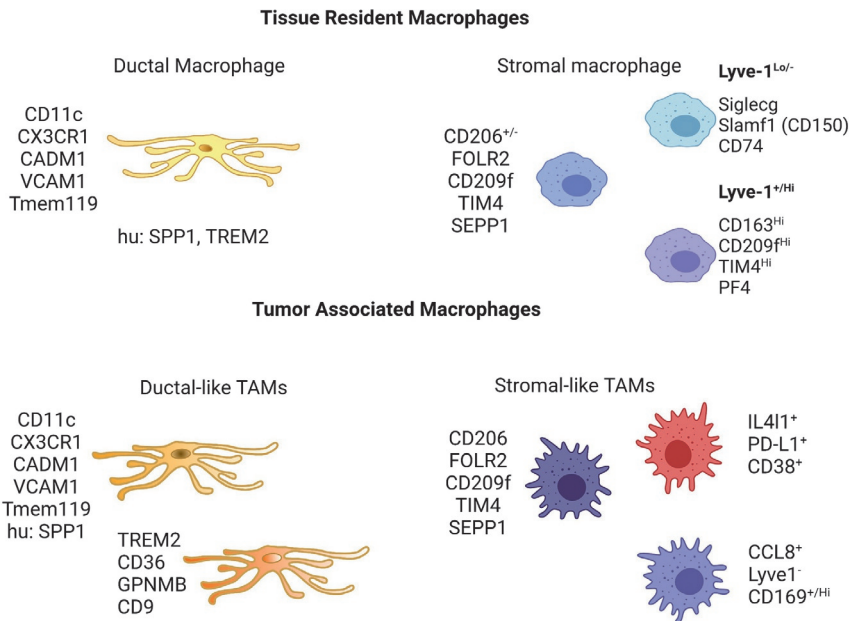 Tissue Resident Macrophages
Ductal Macrophage
CD11c
CX3CR1
CADM1
VCAM1
Tmem119
hu: SPP1, TREM2
Stromal macrophage
CD206+/-
FOLR2
CD209f
TIM4
SEPP1
Lyve-1Lo/-
Siglecg
Slamf1 (CD150)
CD74
Lyve-1+/Hi
CD163Hi
CD209fHi
TIM4Hi
PF4
Tumor Associated Macrophages
Ductal-like TAMs
CD11c
CX3CR1
CADM1
VCAM1
Tmem119
hu: SPP1
TREM2
CD36
GPNMB
CD9
Stromal-like TAMs
CD206
FOLR2
CD209f
TIM4
SEPP1
IL4I1+
PD-L1+
CD38+
CCL8+
Lyve1-
CD169+/Hi